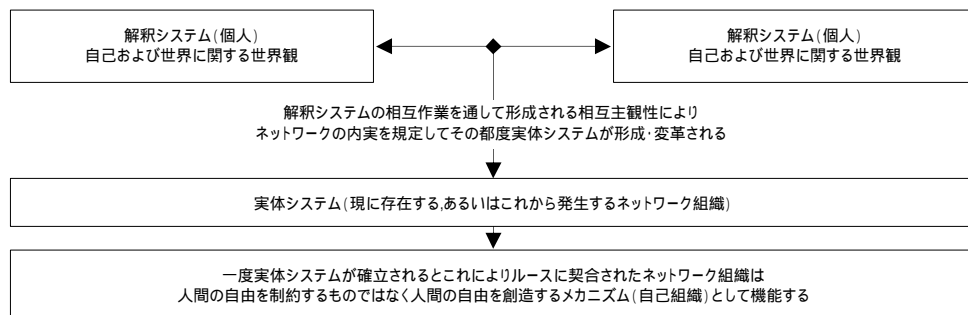 解釈システム(個人)
自己および世界に関する世界観
解釈システム(個人)
自己および世界に関する世界観
解釈システムの相互作業を通して形成される相互主観性により
ネットワークの内実を規定してその都度実体システムが形成・変革される
実体システム(現に存在する,あるいはこれから発生するネットワーク組織)
一度実体システムが確立されるとこれによりルースに契合されたネットワーク組織は
人間の自由を制約するものではなく人間の自由を創造するメカニズム(自己組織)として機能する